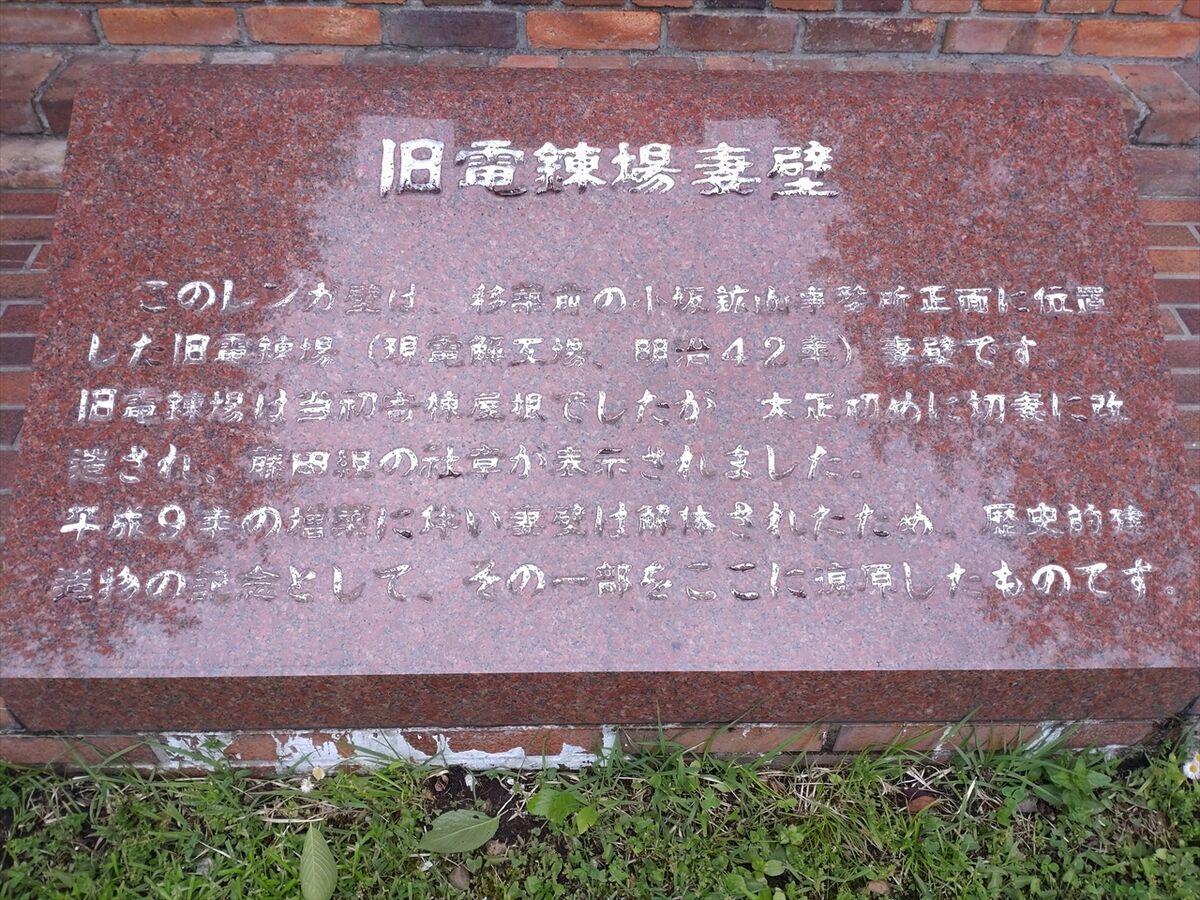 旧電錬場妻壁
このレンガ壁は、移築前の小坂鉱山事務所正面に位置
した旧電錬場（現電解工場、明治42年）妻壁です。
旧電錬場は当初寄棟屋根でしたが、大正初めに初妻に改
造され、藤田組の社章が表示されました。
平成9年の増築に伴い妻壁は解体されたため、歴史的建
造物の記念として、その一部をここに復原したものです。